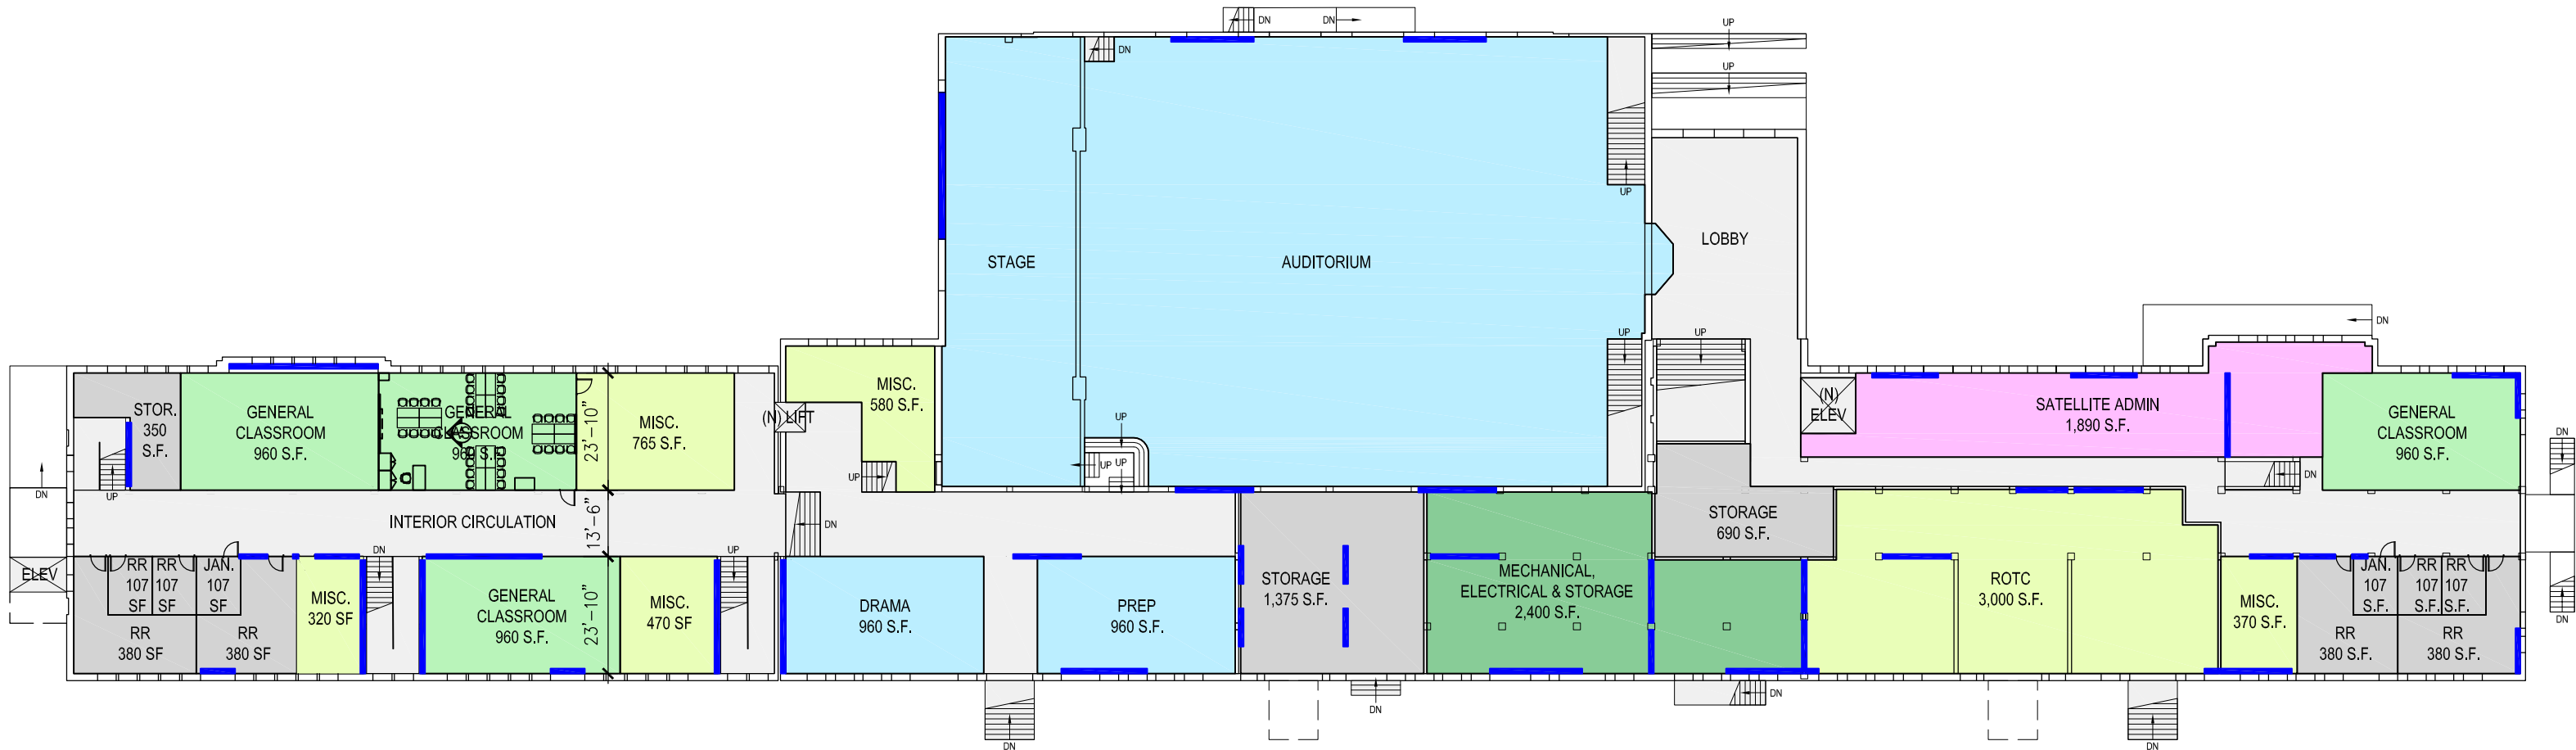 DN
DN
UP
DN
UP
UP
STAGE
AUDITORIUM
LOBBY
UP
UP
DN
STOR.
350
S.F.
GENERAL
CLASSROOM
960 S.F.
GENERAL
CLASSROOM
960 S.F.
23'-10"
MISC.
765 S.F.
(N) LIFT
MISC.
580 S.F.
UP
UP
UP
UP
(N)
ELEV
SATELLITE ADMIN
1,890 S.F.
GENERAL
CLASSROOM
960 S.F.
DN
DN
DN
UP
INTERIOR CIRCULATION
13'-6"
DN
STORAGE
690 S.F.
ELEV
RR
107
SF
RR
107
SF
JAN.
107
SF
RR
380 SF
RR
380 SF
MISC.
320 SF
DN
GENERAL
CLASSROOM
960 S.F.
23'-10"
MISC.
470 SF
UP
DRAMA
960 S.F.
PREP
960 S.F.
STORAGE
1,375 S.F.
MECHANICAL,
ELECTRICAL & STORAGE
2,400 S.F.
ROTC
3,000 S.F.
MISC.
370 S.F.
JAN.
107
S.F.
RR
107
S.F.
RR
107
S.F.
RR
380 S.F.
RR
380 S.F.
DN
DN
DN
DN
DN